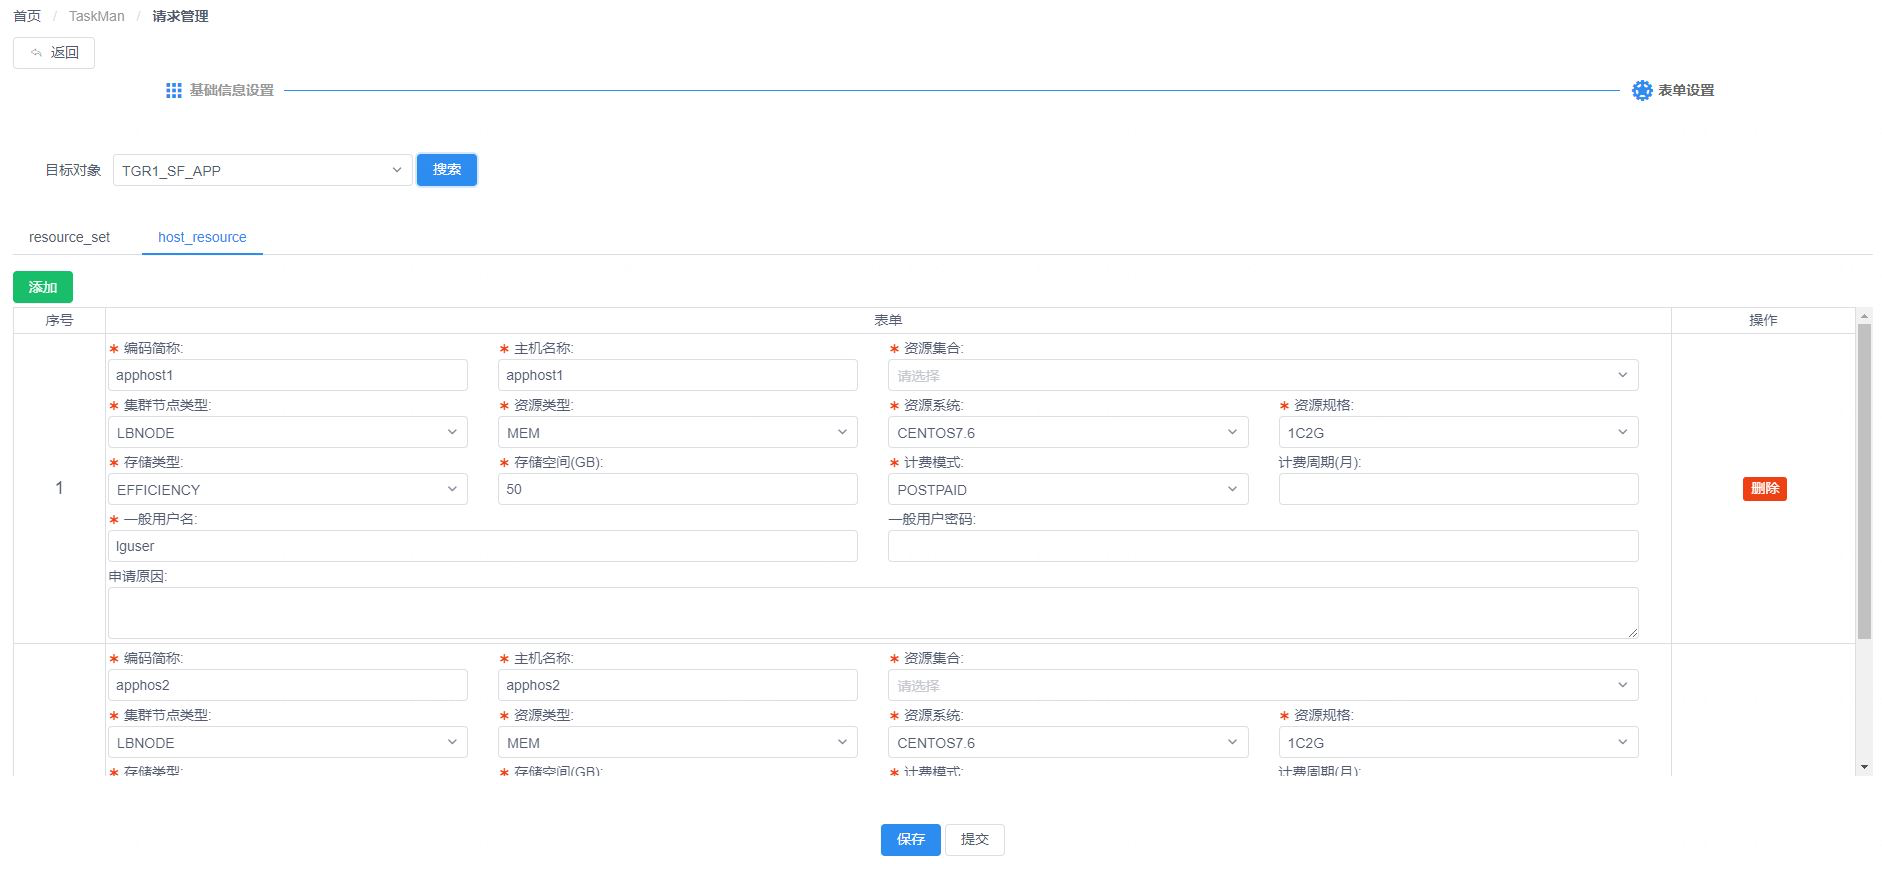 首页 / TaskMan / 请求管理
返回
基础信息设置 表单设置
目标对象 TGR1_SF_APP 搜索
resource_set host_resource
添加
序号 表单 操作
* 编码简称: * 主机名称: * 资源集合:
apphost1 apphost1 请选择
* 集群节点类型: * 资源类型: * 资源系统: * 资源规格:
LBNODE MEM CENTOS7.6 1C2G
* 存储类型: * 存储空间(GB): * 计费模式: 计费周期(月):
1 EFFICIENCY 50 POSTPAID 删除
* 一般用户名: 一般用户密码:
lguser
申请原因:
* 编码简称: * 主机名称: * 资源集合:
apphos2 apphos2 请选择
* 集群节点类型: * 资源类型: * 资源系统: * 资源规格:
LBNODE MEM CENTOS7.6 1C2G
* 存储类型: * 存储空间(GB): * 计费模式: 计费周期(月):
保存 提交